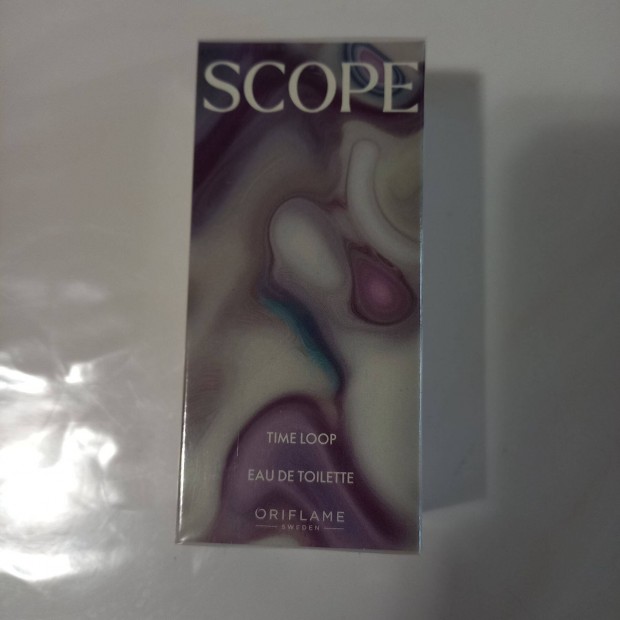 SCOPE
TIME LOOP
EAU DE TOILETTE
ORIFLAME
SWEDEN